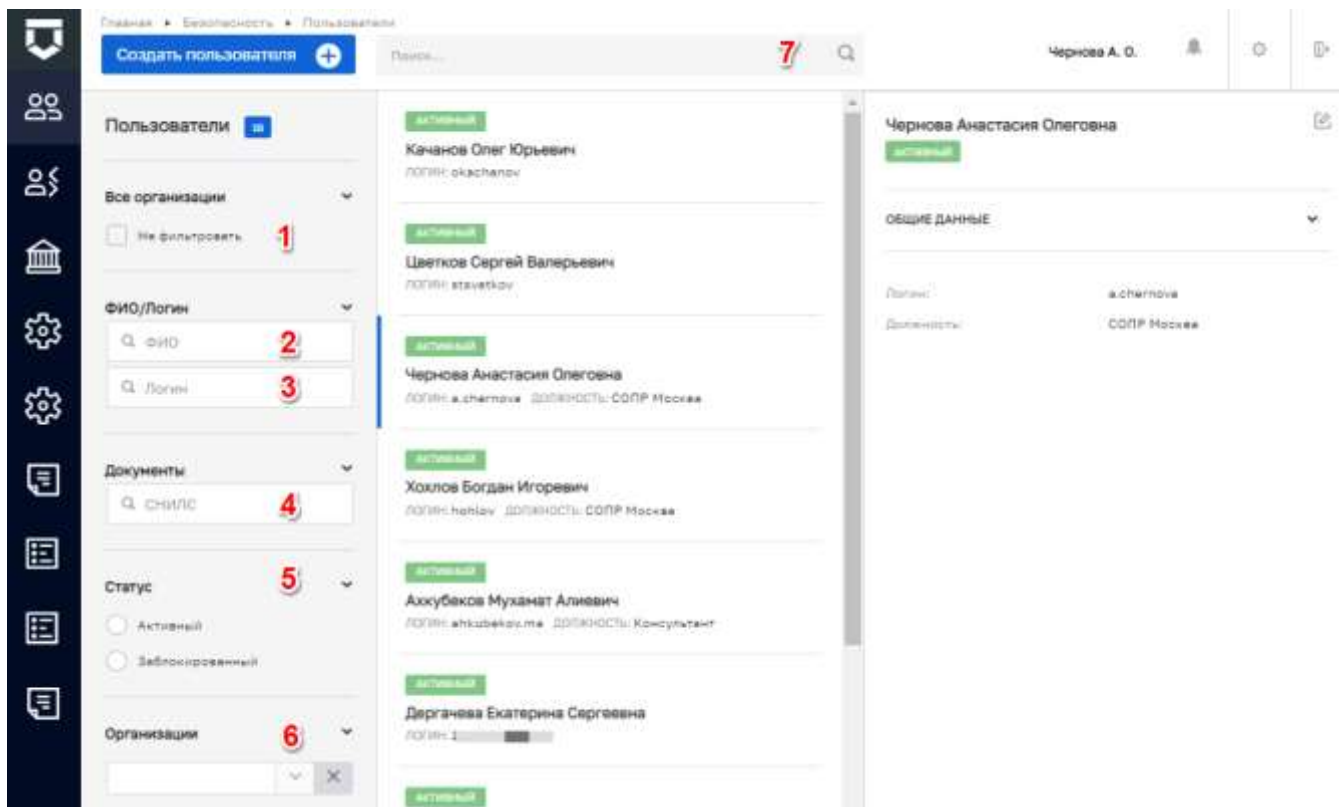 Главная ▸ Безопасность ▸ Пользователи
Создать пользователя
Поиск...
7
Чернова А. О.
Пользователи
Все организации
Не фильтровать
1
ФИО/Логин
ФИО
2
Логин
3
Документы
СНИЛС
4
Статус
5
Активный
Заблокированный
Организации
6
АКТИВНЫЙ
Качанов Олег Юрьевич
ЛОГИН: okachanov
АКТИВНЫЙ
Цветков Сергей Валерьевич
ЛОГИН: stsvetkov
АКТИВНЫЙ
Чернова Анастасия Олеговна
ЛОГИН: a.chernova ДОЛЖНОСТЬ: СОПР Москва
АКТИВНЫЙ
Хохлов Богдан Игоревич
ЛОГИН: hohlov ДОЛЖНОСТЬ: СОПР Москва
АКТИВНЫЙ
Аккубеков Мухамат Алиевич
ЛОГИН: ahkubekov.ma ДОЛЖНОСТЬ: Консультант
АКТИВНЫЙ
Дергачева Екатерина Сергеевна
ЛОГИН:
АКТИВНЫЙ
Чернова Анастасия Олеговна
АКТИВНЫЙ
ОБЩИЕ ДАННЫЕ
Логин: a.chernova
Должность: СОПР Москва